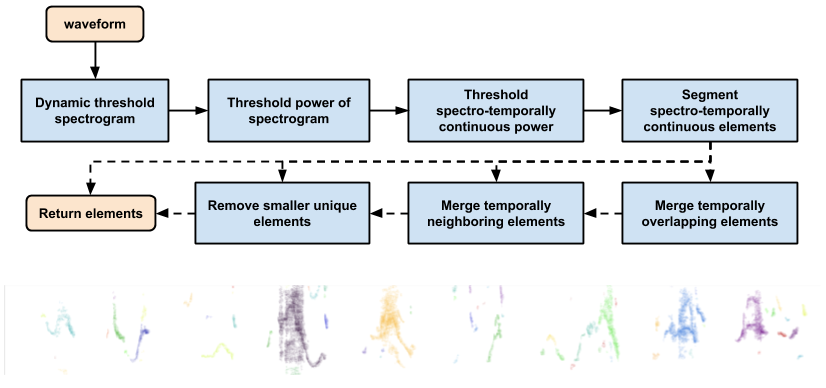 waveform
Dynamic threshold
spectrogram
Threshold power of
spectrogram
Threshold
spectro-temporally
continuous power
Segment
spectro-temporally
continuous elements
Return elements
Remove smaller unique
elements
Merge temporally
neighboring elements
Merge temporally
overlapping elements